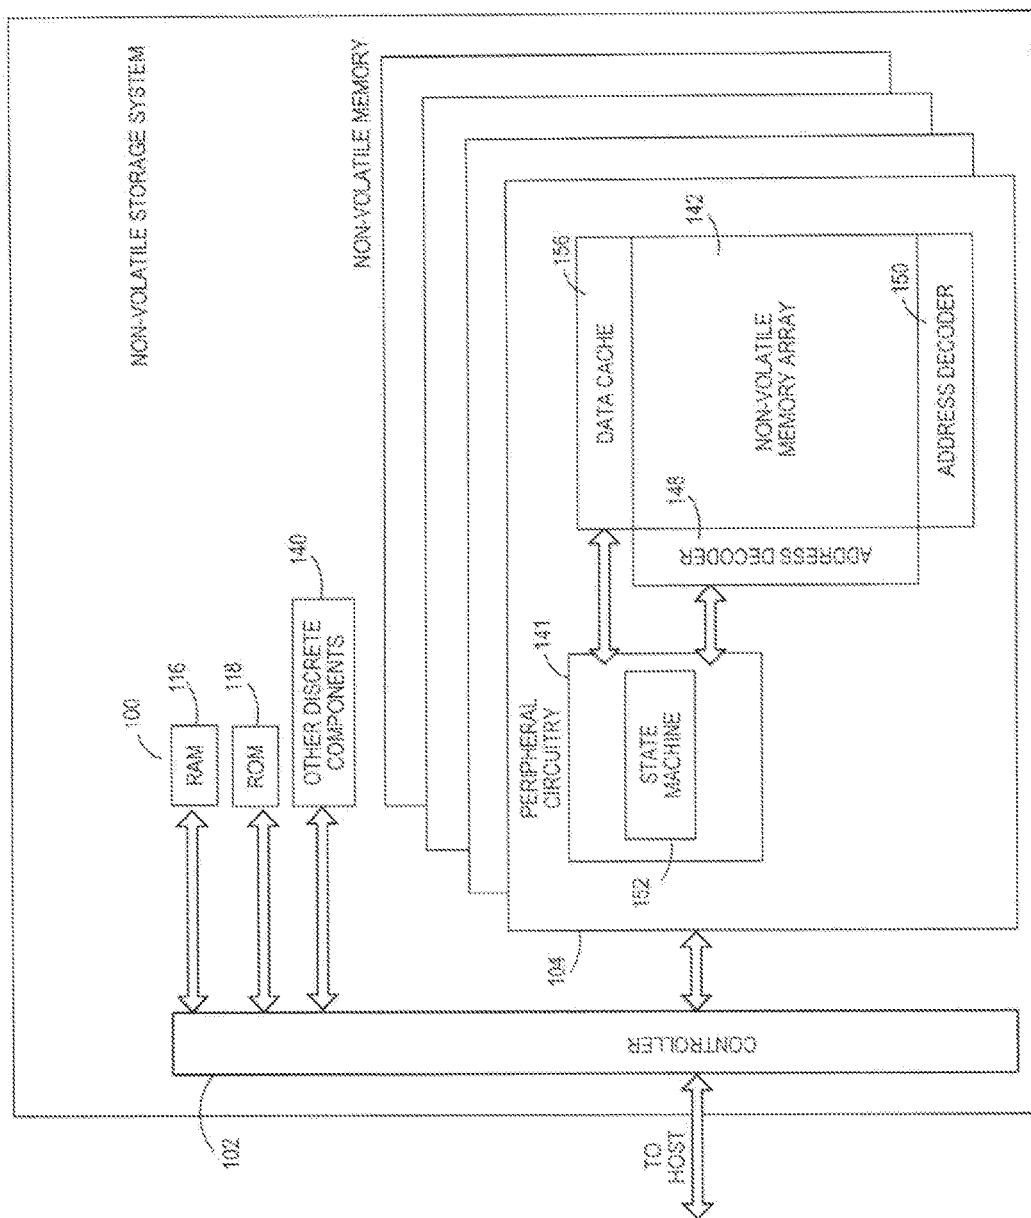 NON-VOLATILE STORAGE SYSTEM
100
RAM
116
ROM
118
OTHER DISCRETE
COMPONENTS
140
NON-VOLATILE MEMORY
102
CONTROLLER
TO
HOST
104
PERIPHERAL
CIRCUITRY
141
STATE
MACHINE
152
DATA CACHE
156
ADDRESS DECODER
148
NON-VOLATILE
MEMORY ARRAY
142
ADDRESS DECODER
150